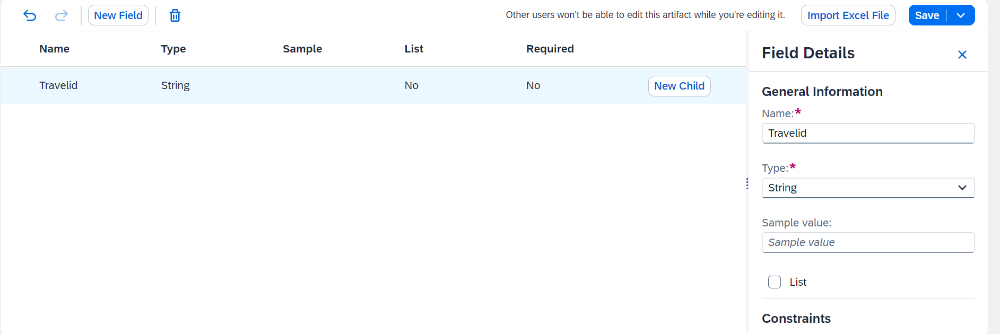 New Field
Other users won't be able to edit this artifact while you're editing it.
Import Excel File
Save
Name Type Sample List Required
Travelid String No No New Child
Field Details
General Information
Name:*
Travelid
Type:*
String
Sample value:
Sample value
List
Constraints